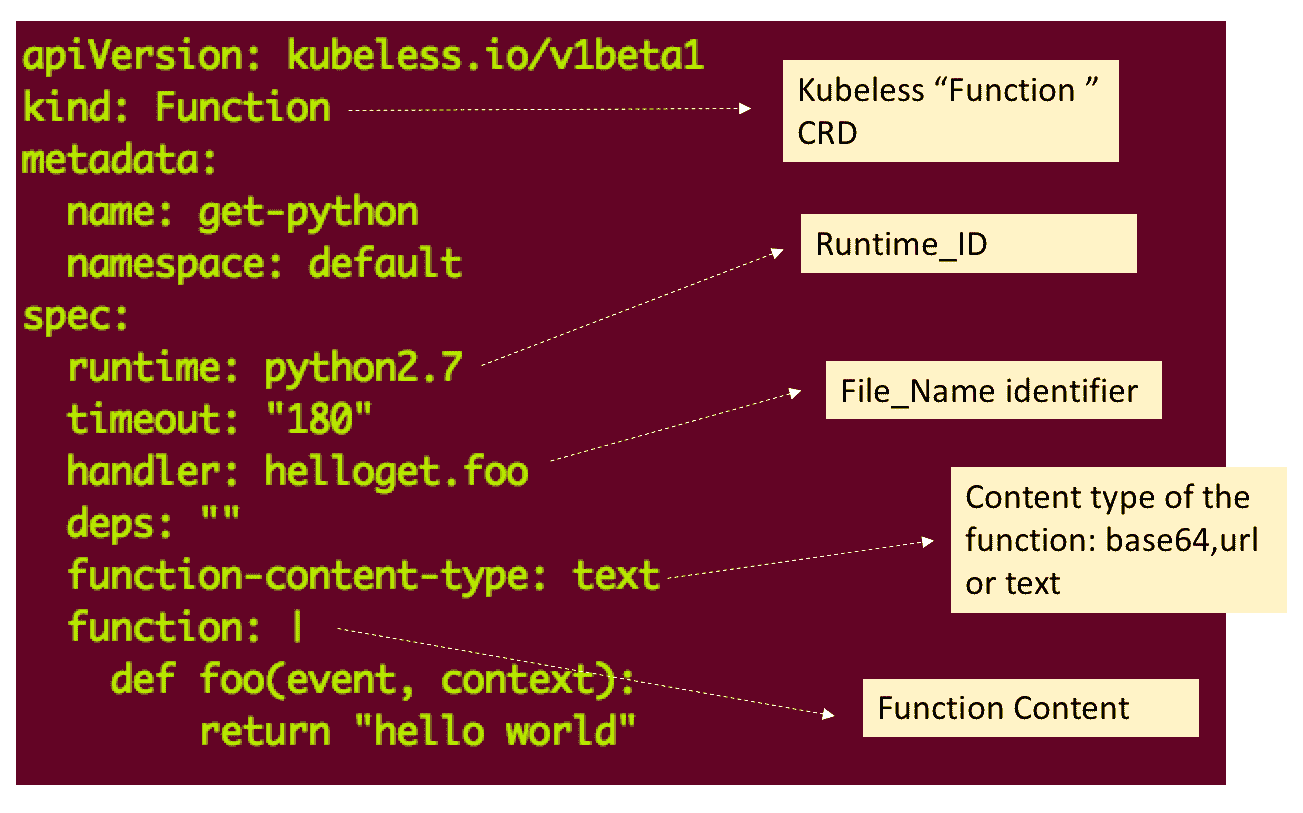 apiVersion: kubeless.io/v1beta1
kind: Function
metadata:
  name: get-python
  namespace: default
spec:
  runtime: python2.7
  timeout: "180"
  handler: helloget.foo
  deps: ""
  function-content-type: text
  function: |
    def foo(event, context):
        return "hello world"
Kubeless “Function ”
CRD
Runtime_ID
File_Name identifier
Content type of the
function: base64,url
or text
Function Content